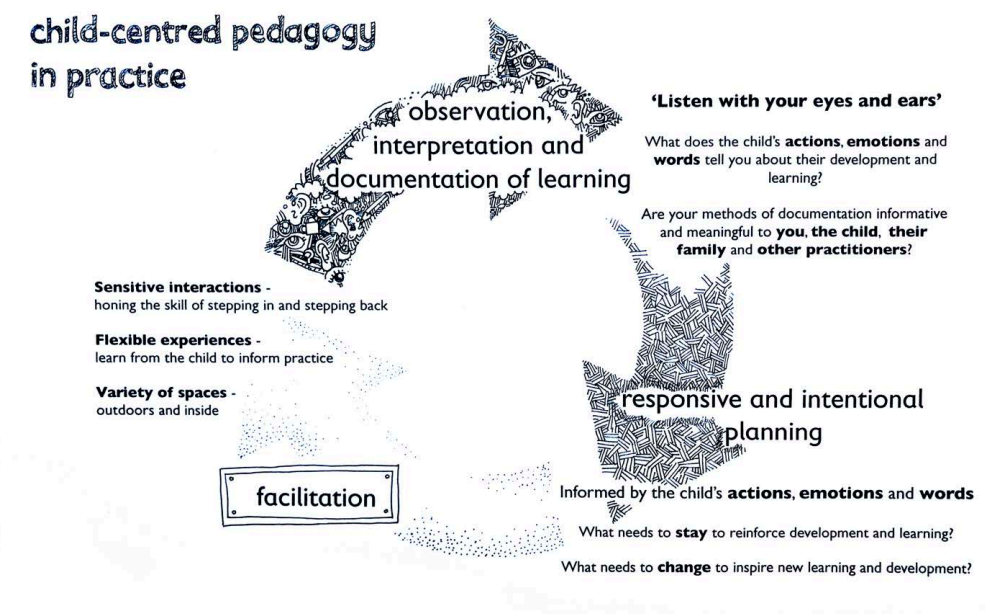 child-centred pedagogy
in practice
observation,
interpretation and
documentation of learning
‘Listen with your eyes and ears’
What does the child’s actions, emotions and
words tell you about their development and
learning?
Are your methods of documentation informative
and meaningful to you, the child, their
family and other practitioners?
responsive and intentional
planning
Informed by the child’s actions, emotions and words
What needs to stay to reinforce development and learning?
What needs to change to inspire new learning and development?
facilitation
Sensitive interactions -
honing the skill of stepping in and stepping back
Flexible experiences -
learn from the child to inform practice
Variety of spaces -
outdoors and inside